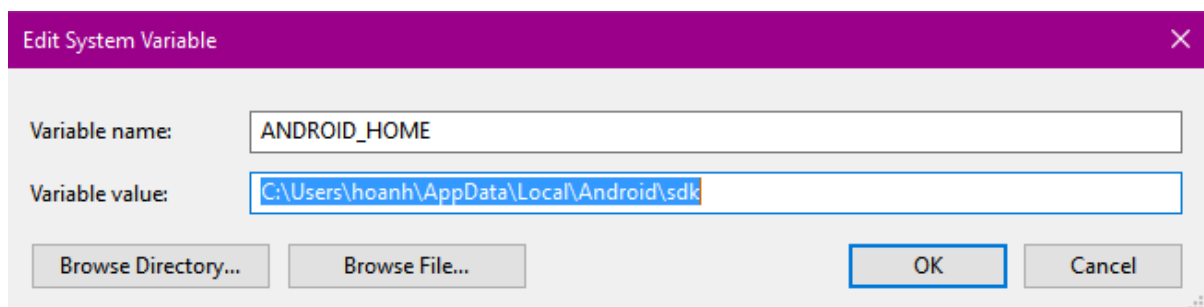 Edit System Variable
Variable name: ANDROID_HOME
Variable value: C:\Users\hoanh\AppData\Local\Android\sdk
Browse Directory... Browse File... OK Cancel